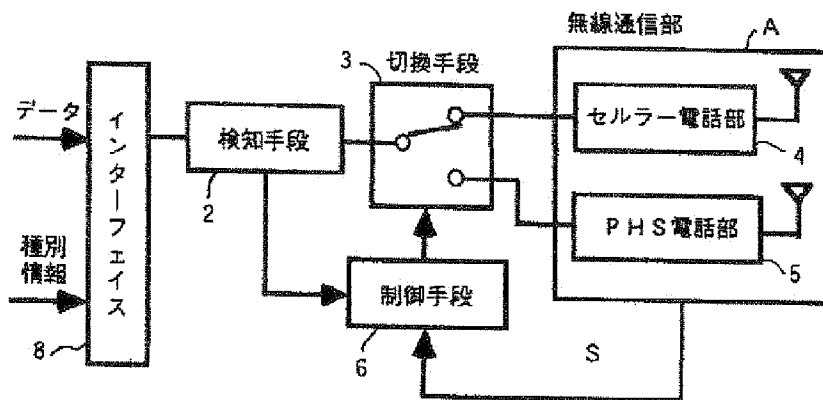 無線通信部
A
3
切換手段
データ
インターフェイス
検知手段
2
セルラー電話部
4
種別
情報
PHS電話部
5
制御手段
6
8
S